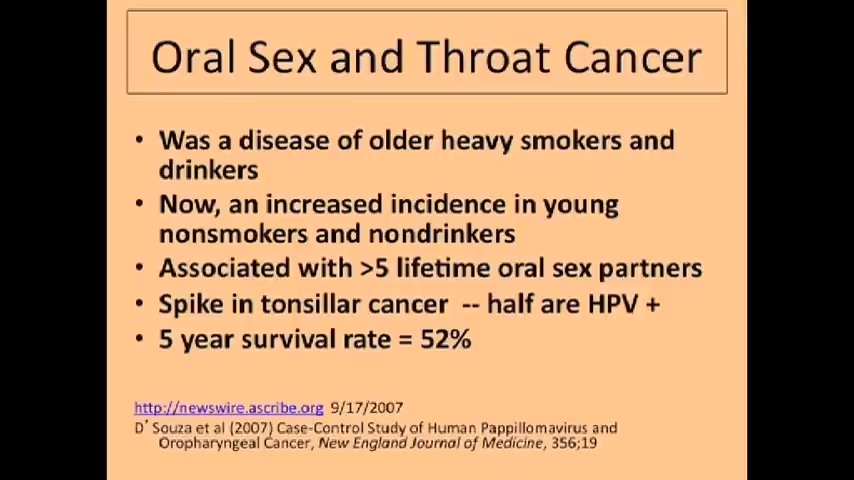 Oral Sex and Throat Cancer
• Was a disease of older heavy smokers and
drinkers
• Now, an increased incidence in young
nonsmokers and nondrinkers
• Associated with >5 lifetime oral sex partners
• Spike in tonsillar cancer -- half are HPV +
• 5 year survival rate = 52%
http://newswire.ascribe.org 9/17/2007
D'Souza et al (2007) Case-Control Study of Human Pappillomavirus and
Oropharyngeal Cancer, New England Journal of Medicine, 356;19